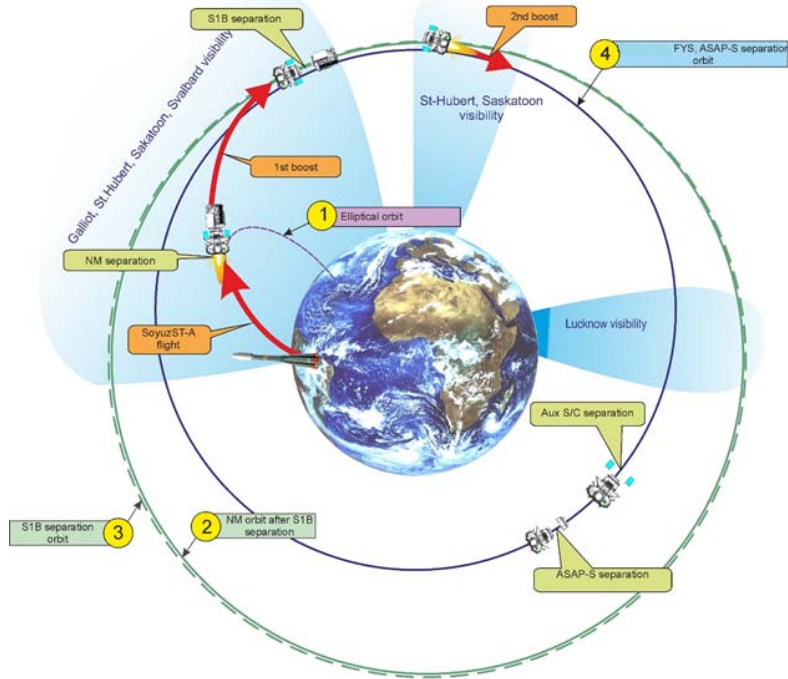 S1B separation
2nd boost
4
FYS, ASAP-S separation
orbit
Galliot, St.Hubert, Sakatoon, Svalbard visibility
St-Hubert, Saskatoon
visibility
1st boost
1
Elliptical orbit
NM separation
SoyuzST-A
flight
Lucknow visibility
Aux S/C separation
S1B separation
orbit
3
2
NM orbit after S1B
separation
ASAP-S separation